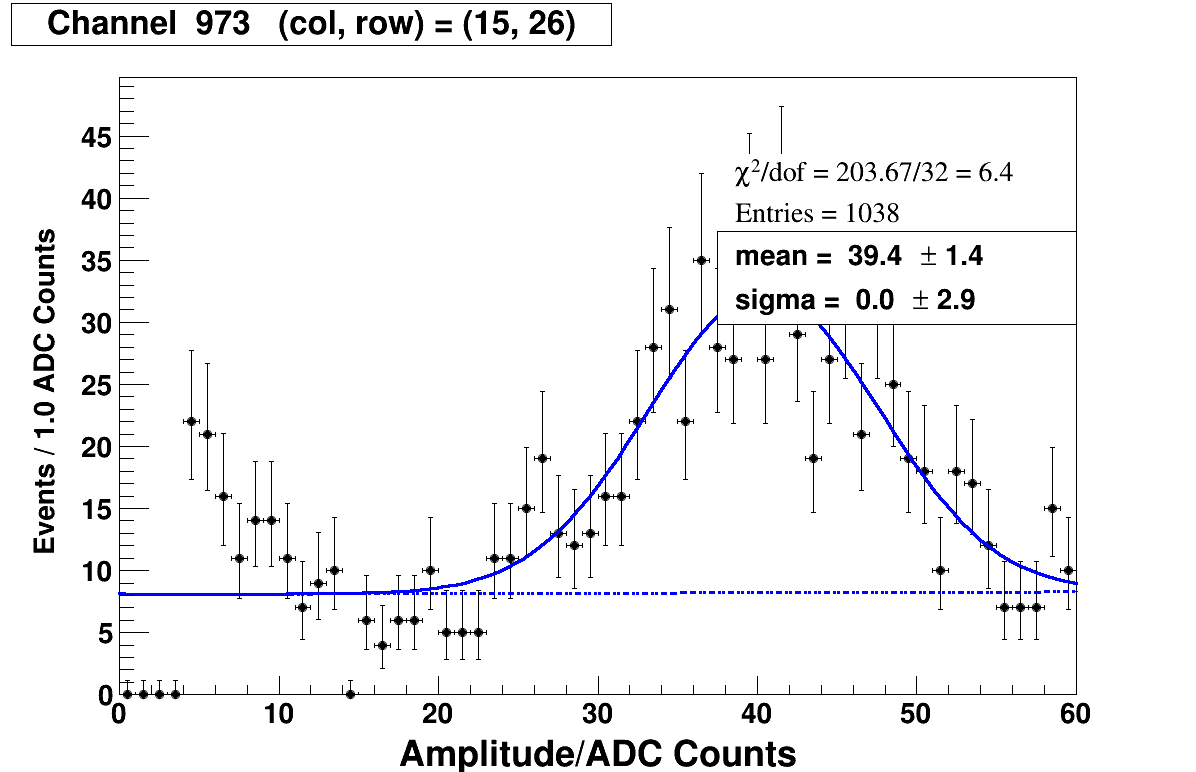 Channel 973 (col, row) = (15, 26)
χ²/dof = 203.67/32 = 6.4
Entries = 1038
mean = 39.4 ± 1.4
sigma = 0.0 ± 2.9
Events / 1.0 ADC Counts
45
40
35
30
25
20
15
10
5
0
0 10 20 30 40 50 60
Amplitude/ADC Counts